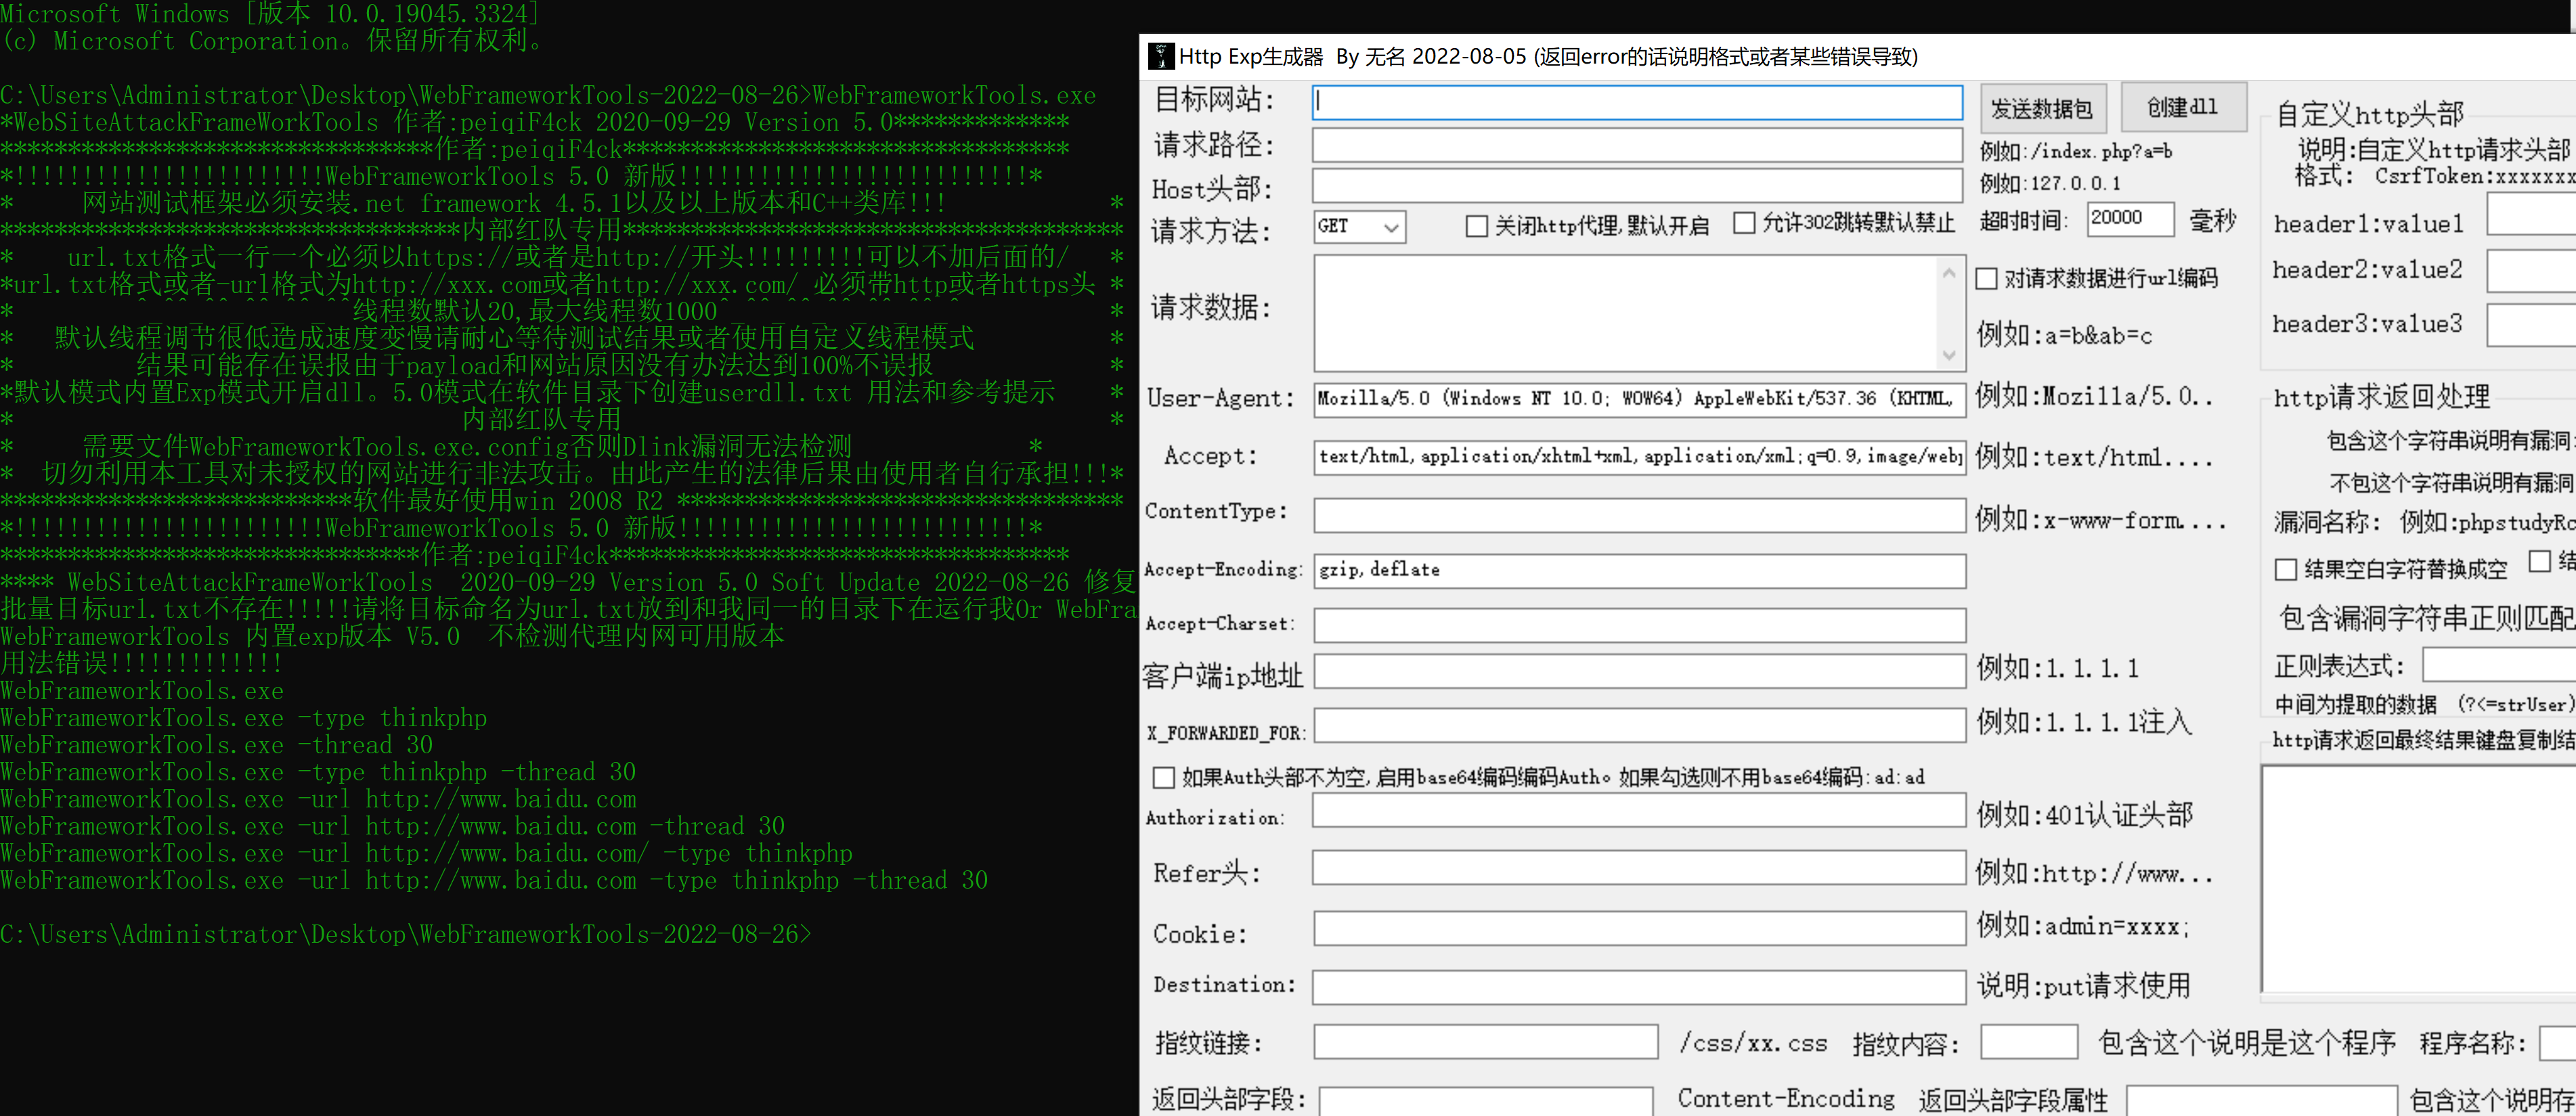 Microsoft Windows [版本 10.0.19045.3324]
(c) Microsoft Corporation。保留所有权利。
C:\Users\Administrator\Desktop\WebFrameworkTools-2022-08-26>WebFrameworkTools.exe
*WebSiteAttackFrameWorkTools 作者:peiqiF4ck 2020-09-29 Version 5.0*************
********************************作者:peiqiF4ck*********************************
*!!!!!!!!!!!!!!!!!!!!!!!WebFrameworkTools 5.0 新版!!!!!!!!!!!!!!!!!!!!!!!!!!*
* 网站测试框架必须安装.net framework 4.5.1以及以上版本和C++类库!!! *
**********************************内部红队专用*************************************
* url.txt格式一行一个必须以https://或者是http://开头!!!!!!!!!可以不加后面的/ *
*url.txt格式或者-url格式为http://xxx.com或者http://xxx.com/ 必须带http或者https头 *
* ^_^^_^^_^^_^^_^^线程数默认20,最大线程数1000^_^^_^^_^^_^^_^^_^ *
* 默认线程调节很低造成速度变慢请耐心等待测试结果或者使用自定义线程模式 *
* 结果可能存在误报由于payload和网站原因没有办法达到100%不误报 *
*默认模式内置Exp模式开启dll。5.0模式在软件目录下创建userdll.txt 用法和参考提示 *
* 内部红队专用 *
* 需要文件WebFrameworkTools.exe.config否则Dlink漏洞无法检测 *
* 切勿利用本工具对未授权的网站进行非法攻击。由此产生的法律后果由使用者自行承担!!!*
**************************软件最好使用win 2008 R2 *********************************
*!!!!!!!!!!!!!!!!!!!!!!!WebFrameworkTools 5.0 新版!!!!!!!!!!!!!!!!!!!!!!!!!!*
*******************************作者:peiqiF4ck**********************************
**** WebSiteAttackFrameWorkTools 2020-09-29 Version 5.0 Soft Update 2022-08-26 修复
批量目标url.txt不存在!!!!!请将目标命名为url.txt放到和我同一的目录下在运行我Or WebFra
WebFrameworkTools 内置exp版本 V5.0 不检测代理内网可用版本
用法错误!!!!!!!!!!!!!
WebFrameworkTools.exe
WebFrameworkTools.exe -type thinkphp
WebFrameworkTools.exe -thread 30
WebFrameworkTools.exe -type thinkphp -thread 30
WebFrameworkTools.exe -url http://www.baidu.com
WebFrameworkTools.exe -url http://www.baidu.com -thread 30
WebFrameworkTools.exe -url http://www.baidu.com/ -type thinkphp
WebFrameworkTools.exe -url http://www.baidu.com -type thinkphp -thread 30
C:\Users\Administrator\Desktop\WebFrameworkTools-2022-08-26>
Http Exp生成器 By 无名 2022-08-05 (返回error的话说明格式或者某些错误导致)
目标网站:
发送数据包 创建dll
请求路径: 例如:/index.php?a=b
Host头部: 例如:127.0.0.1
请求方法: GET 关闭http代理,默认开启 允许302跳转默认禁止 超时时间: 20000 毫秒
请求数据: 对请求数据进行url编码
例如:a=b&ab=c
User-Agent: Mozilla/5.0 (Windows NT 10.0; WOW64) AppleWebKit/537.36 (KHTML, 例如:Mozilla/5.0..
Accept: text/html,application/xhtml+xml,application/xml;q=0.9,image/web 例如:text/html....
ContentType: 例如:x-www-form....
Accept-Encoding: gzip,deflate
Accept-Charset:
客户端ip地址 例如:1.1.1.1
X_FORWARDED_FOR: 例如:1.1.1.1注入
如果Auth头部不为空,启用base64编码编码Auth。如果勾选则不用base64编码:ad:ad
Authorization: 例如:401认证头部
Refer头: 例如:http://www...
Cookie: 例如:admin=xxxx;
Destination: 说明:put请求使用
指纹链接: /css/xx.css 指纹内容: 包含这个说明是这个程序 程序名称:
返回头部字段: Content-Encoding 返回头部字段属性 包含这个说明存
自定义http头部
说明:自定义http请求头部
格式: CsrfToken:xxxxxxx
header1:value1
header2:value2
header3:value3
http请求返回处理
包含这个字符串说明有漏洞:
不包这个字符串说明有漏洞
漏洞名称: 例如:phpstudyRc
结果空白字符替换成空 结
包含漏洞字符串正则匹配
正则表达式:
中间为提取的数据 (?<=strUser)
http请求返回最终结果键盘复制结